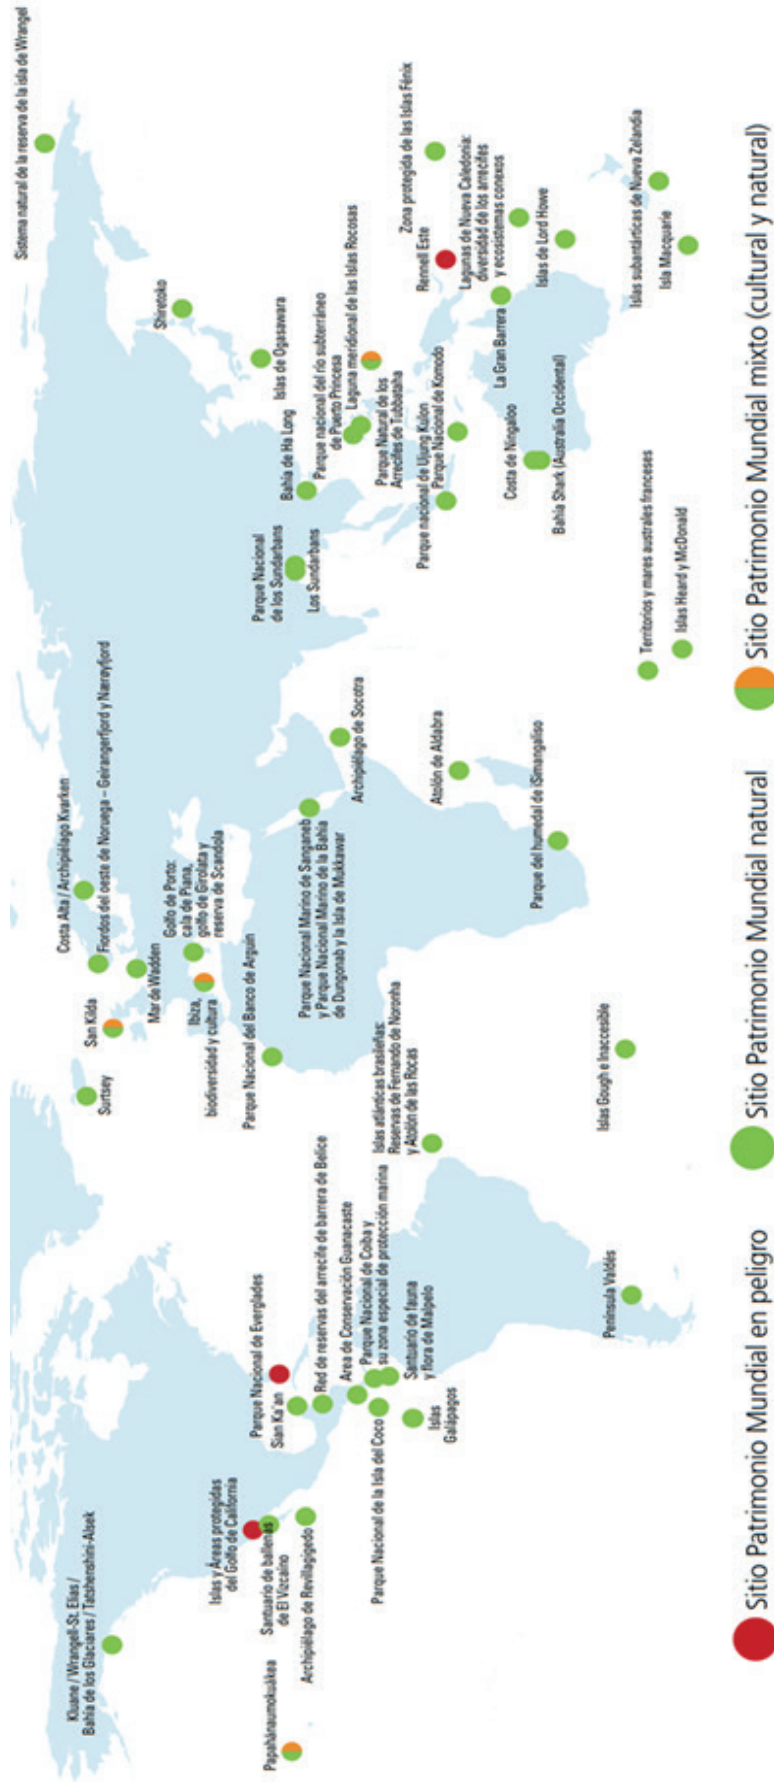 Kluane / Wrangell-St. Elias /
Bahía de los Glaciares / Tatshenshini-Alsek
Papahānaumokuākea
Islas y Áreas protegidas
del Golfo de California
Santuario de ballenas
de El Vizcaíno
Archipiélago de Revillagigedo
Parque Nacional de Everglades
Sian Ka'an
Red de reservas del arrecife de barrera de Belice
Área de Conservación Guanacaste
Parque Nacional de Coiba y
su zona especial de protección marina
Santuario de fauna
y flora de Malpelo
Parque Nacional de la Isla del Coco
Islas
Galápagos
Península Valdés
Islas atlánticas brasileñas:
Reservas de Fernando de Noronha
y Atolón de las Rocas
Islas Gough e Inaccesible
Surtsey
San Kilda
Costa Alta / Archipiélago Kvarken
Fiordos del oeste de Noruega – Geirangerfjord y Nærøyfjord
Mar de Wadden
Golfo de Porto:
cala de Piana,
golfo de Girolata y
reserva de Scandola
Ibiza,
biodiversidad y cultura
Parque Nacional del Banco de Arguin
Parque Nacional Marino de Sanganeb
y Parque Nacional Marino de la Bahía
de Dungonab y la Isla de Mukkawar
Archipiélago de Socotra
Atolón de Aldabra
Parque del humedal de iSimangaliso
Sistema natural de la reserva de la isla de Wrangel
Shiretoko
Islas de Ogasawara
Bahía de Ha Long
Parque Nacional
de los Sundarbans
Los Sundarbans
Parque nacional del río subterráneo
de Puerto Princesa
Laguna meridional de las Islas Rocosas
Parque Natural de los
Arrecifes de Tubbataha
Parque nacional de Ujung Kulon
Parque Nacional de Komodo
Zona protegida de las Islas Fénix
Rennell Este
Lagunas de Nueva Caledonia:
diversidad de los arrecifes
y ecosistemas conexos
La Gran Barrera
Islas de Lord Howe
Costa de Ningaloo
Bahía Shark (Australia Occidental)
Islas subantárticas de Nueva Zelandia
Isla Macquarie
Territorios y mares australes franceses
Islas Heard y McDonald
Sitio Patrimonio Mundial en peligro
Sitio Patrimonio Mundial natural
Sitio Patrimonio Mundial mixto (cultural y natural)